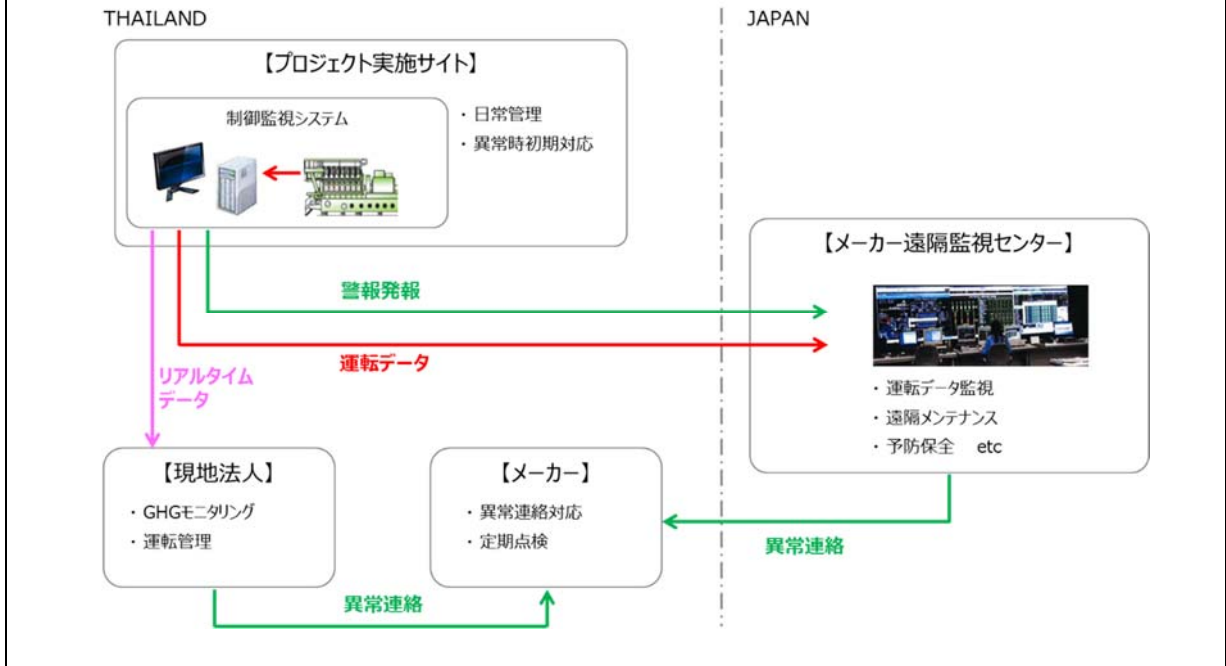 THAILAND
JAPAN
【プロジェクト実施サイト】
制御監視システム
・日常管理
・異常時初期対応
【メーカー遠隔監視センター】
警報発報
運転データ
リアルタイム
データ
・運転データ監視
・遠隔メンテナンス
・予防保全 etc
【現地法人】
・GHGモニタリング
・運転管理
【メーカー】
・異常連絡対応
・定期点検
異常連絡
異常連絡